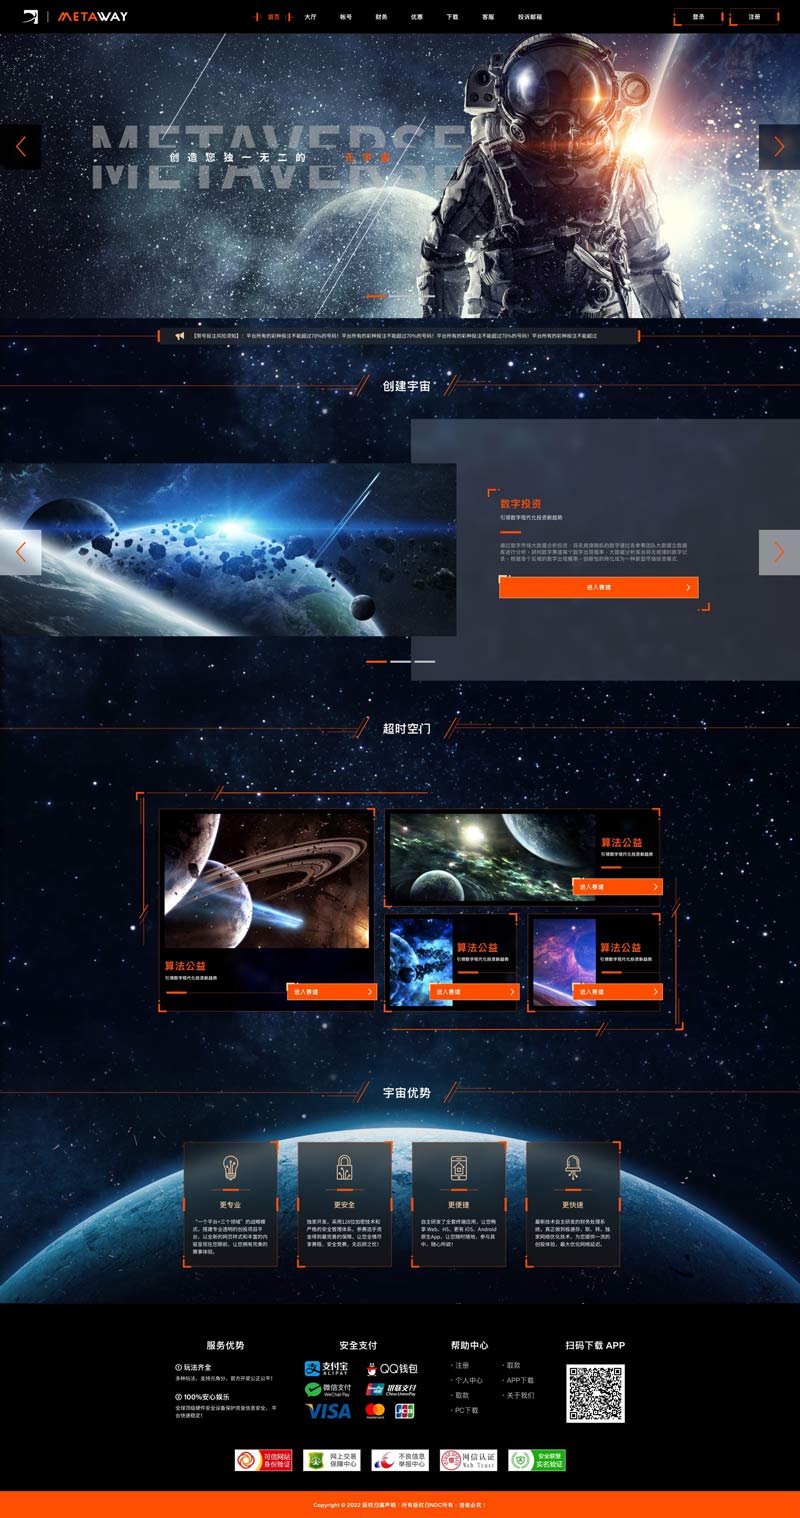 METAWAY
首页 大厅 帐号 财务 优惠 下载 客服 投诉邮箱
登录 注册
METAVERSE
创造您独一无二的 元宇宙
METAVERSE
【帐号投注风险须知】：平台所有的彩种投注不能超过70%的号码！平台所有的彩种投注不能超过70%的号码！平台所有的彩种投注不能超过70%的号码！平台所有的彩种投注不能超过
创建宇宙
数字投资
引领数字现代化投资新趋势
进入赛道
超时空门
算法公益
引领数字现代化投资新趋势
进入赛道
算法公益
引领数字现代化投资新趋势
进入赛道
算法公益
引领数字现代化投资新趋势
进入赛道
算法公益
引领数字现代化投资新趋势
进入赛道
宇宙优势
更专业
“一个平台+三个领域”的战略模
式，搭建专业透明的创投项目平
台，以全新的网页样式和丰富的内
容呈现在您眼前，让您拥有完美的
赛事体验。
更安全
独家开发，采用128位加密技术和
严格的安全管理体系，参赛选手资
金得到最完善的保障，让您全情尽
享赛程、安全竞赛，无后顾之忧！
更便捷
自主研发了全套终端应用，让您畅
享 Web、H5，更有 iOS、Android
原生App，让您随时随地，参与其
中，随心所欲！
更快速
最新技术自主研发的财务处理系
统，真正做到极速存、取、转。独
家网络优化技术，为您提供一流的
创投体验，最大优化网络延迟。
服务优势
① 玩法齐全
多种玩法，支持元角分，官方开奖公正公平！
② 100%安心娱乐
全球顶级硬件安全设备保护资金信息安全，平
台快速稳定！
安全支付
支付宝
ALIPAY
QQ钱包
微信支付
WeChat Pay
银联支付
China UnionPay
VISA
mastercard
JCB
帮助中心
· 注册 · 取款
· 个人中心 · APP下载
· 取款 · 关于我们
· PC下载
扫码下载 APP
可信网站
身份验证
网上交易
保障中心
不良信息
举报中心
网信认证
Web Trust
安全联盟
实名验证
Copyright © 2022 版权归属声明：所有版权归NDC所有，违者必究！